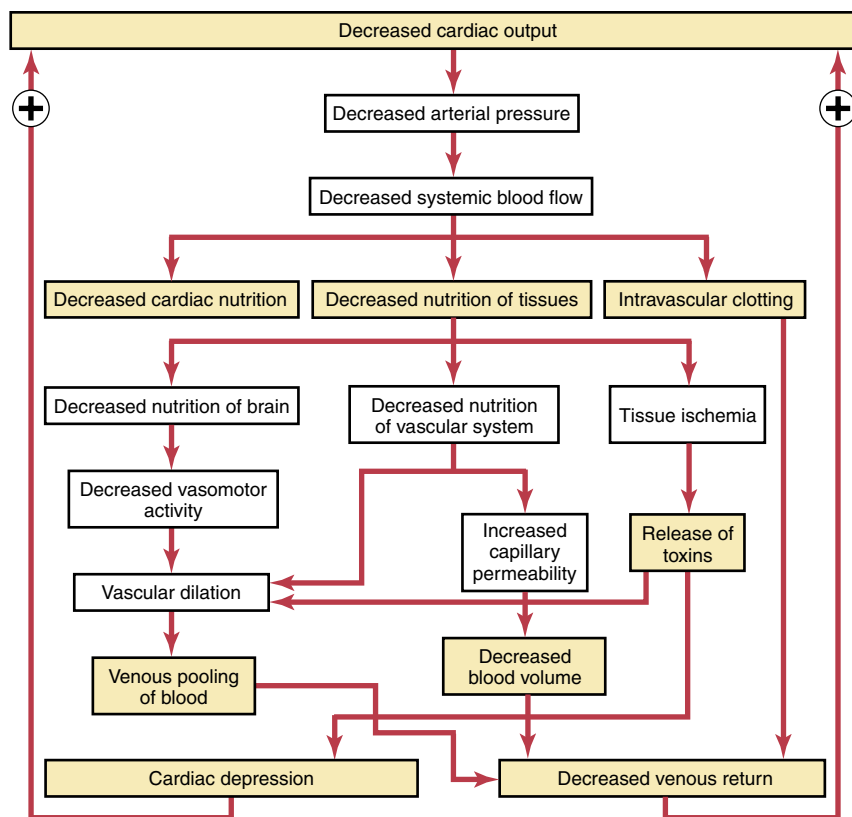 Decreased cardiac output
+
+
Decreased arterial pressure
Decreased systemic blood flow
Decreased cardiac nutrition
Decreased nutrition of tissues
Intravascular clotting
Decreased nutrition of brain
Decreased nutrition
of vascular system
Tissue ischemia
Decreased vasomotor
activity
Increased
capillary
permeability
Release of
toxins
Vascular dilation
Venous pooling
of blood
Decreased
blood volume
Cardiac depression
Decreased venous return